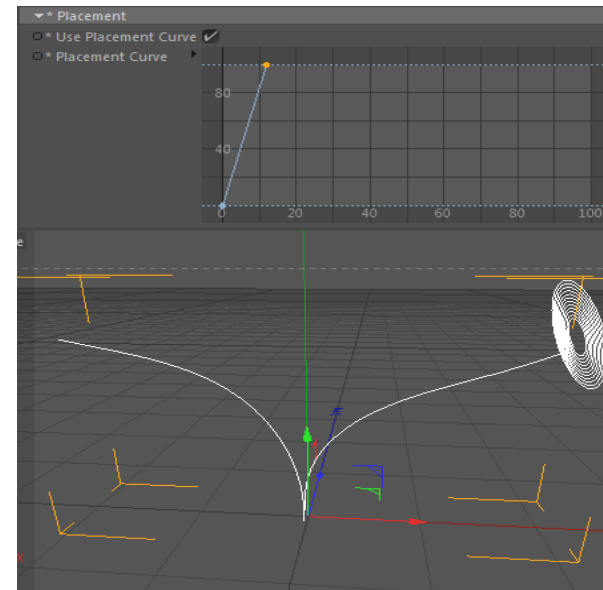 * Placement
* Use Placement Curve
* Placement Curve
80
40
0 20 40 60 80 100
e
x